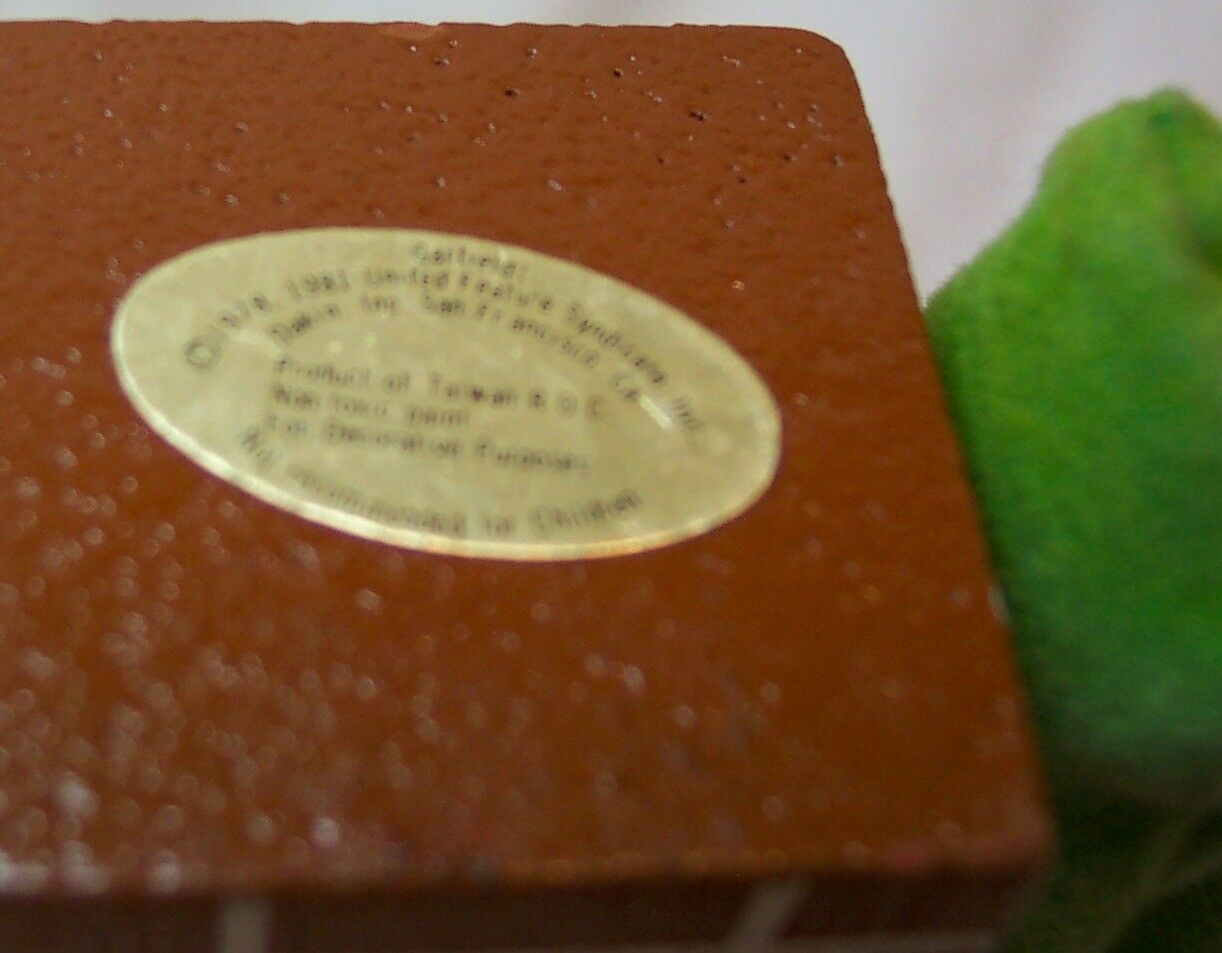 Garfield:
© 1978, 1981 United Feature Syndicate, Inc.
Dakin, Inc. San Francisco, CA
Product of Taiwan R.O.C.
Non toxic paint
For Decorative Purposes
Not recommended for Children